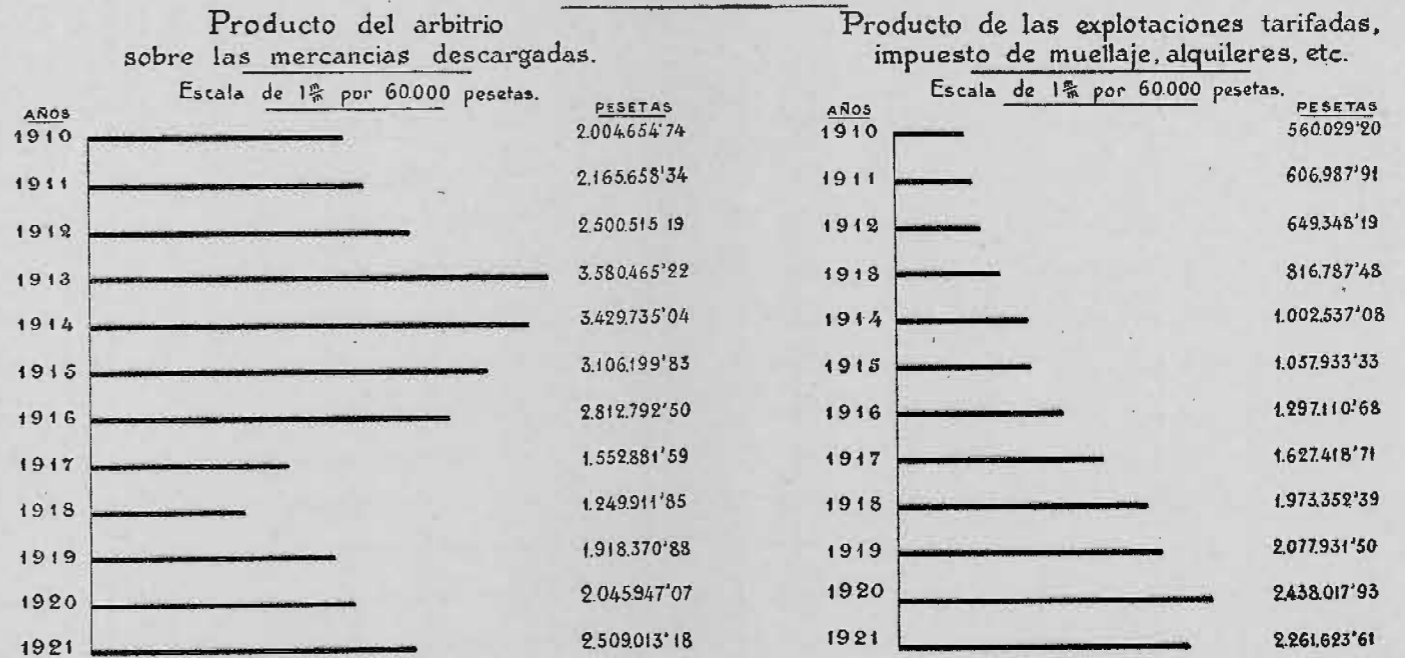 Producto del arbitrio
sobre las mercancias descargadas.
Escala de 1 m/m por 60.000 pesetas.
AÑOS PESETAS
1910 2.004.654'74
1911 2.165.658'34
1912 2.500.515 19
1913 3.580.465'22
1914 3.429.735'04
1915 3.106.199'83
1916 2.812.792'50
1917 1.552.881'59
1918 1.249.911'85
1919 1.918.370'88
1920 2.045.947'07
1921 2.509.013'18
Producto de las explotaciones tarifadas,
impuesto de muellaje, alquileres, etc.
Escala de 1 m/m por 60.000 pesetas.
AÑOS PESETAS
1910 560.029'20
1911 606.987'91
1912 649.348'19
1913 816.787'48
1914 1.002.537'08
1915 1.057.933'33
1916 1.297.110'68
1917 1.627.418'71
1918 1.973.352'39
1919 2.077.931'50
1920 2.438.017'93
1921 2.261.623'61